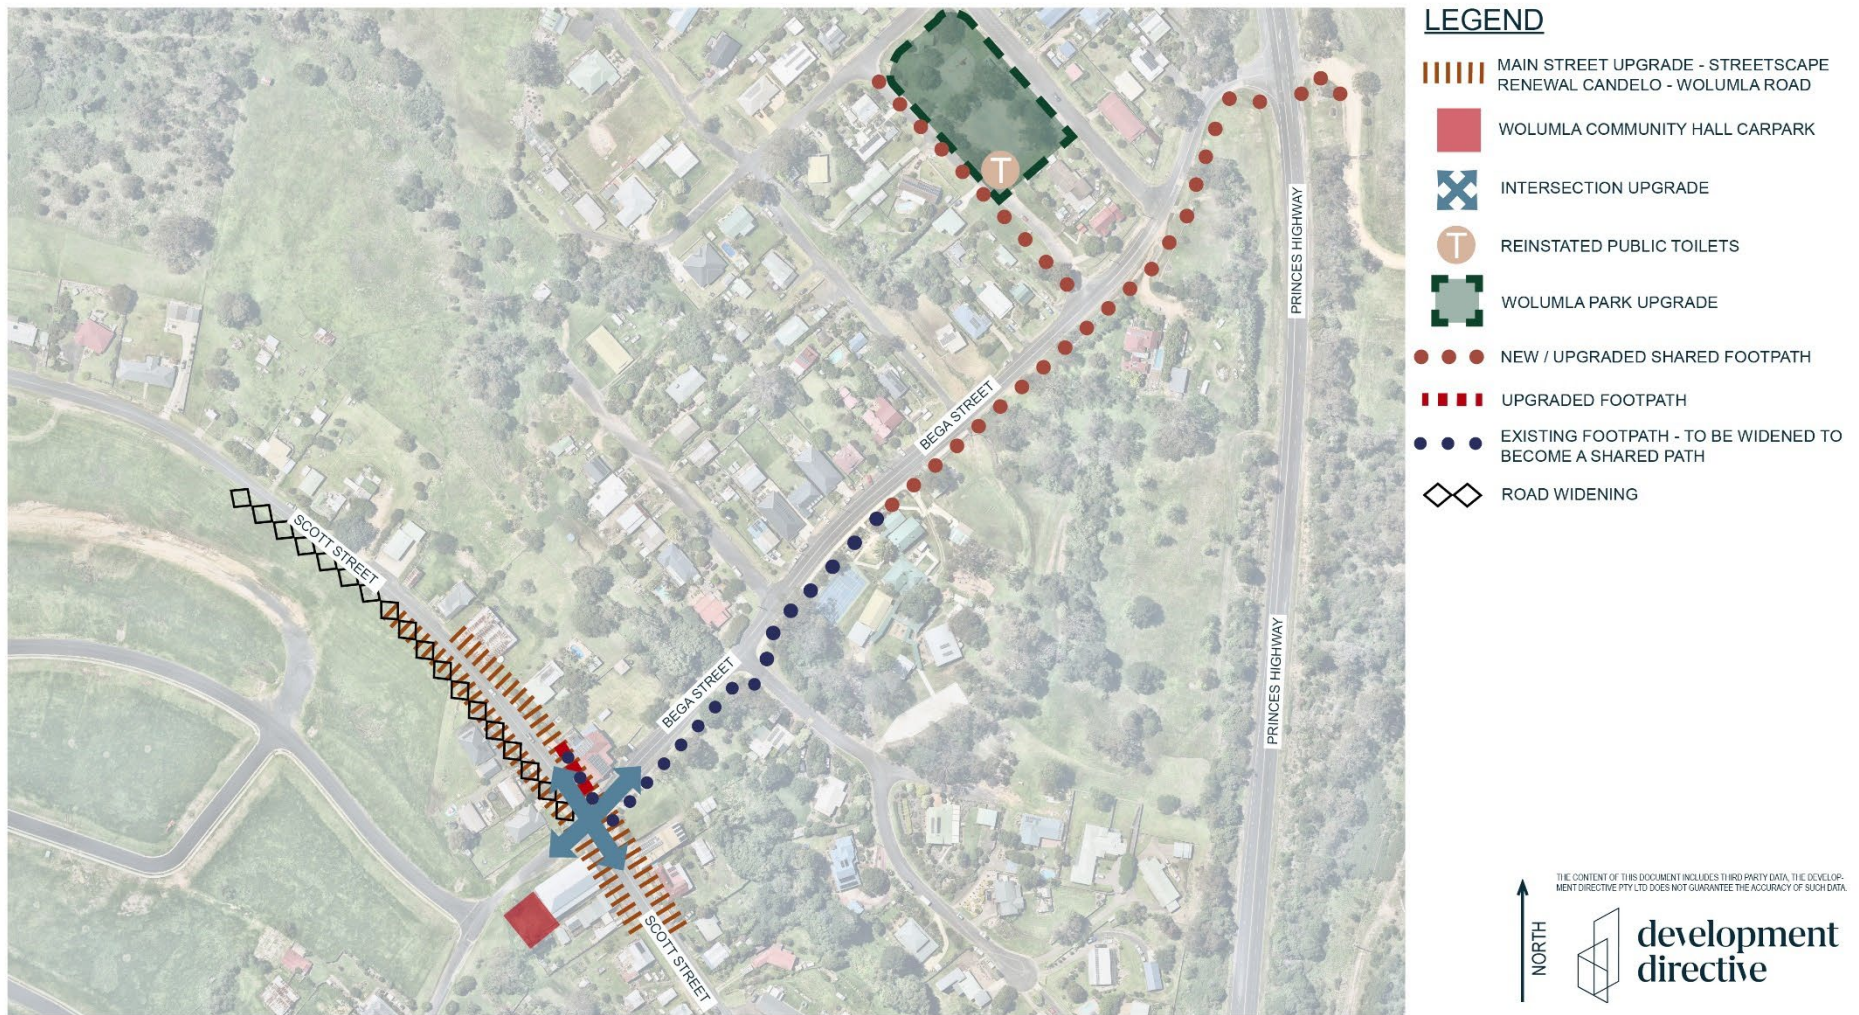 LEGEND
MAIN STREET UPGRADE - STREETSCAPE
RENEWAL CANDELO - WOLUMLA ROAD
WOLUMLA COMMUNITY HALL CARPARK
INTERSECTION UPGRADE
T
REINSTATED PUBLIC TOILETS
WOLUMLA PARK UPGRADE
NEW / UPGRADED SHARED FOOTPATH
UPGRADED FOOTPATH
EXISTING FOOTPATH - TO BE WIDENED TO
BECOME A SHARED PATH
ROAD WIDENING
T
PRINCES HIGHWAY
BEGA STREET
SCOTT STREET
BEGA STREET
PRINCES HIGHWAY
SCOTT STREET
THE CONTENT OF THIS DOCUMENT INCLUDES THIRD PARTY DATA, THE DEVELOP-
MENT DIRECTIVE PTY LTD DOES NOT GUARANTEE THE ACCURACY OF SUCH DATA.
NORTH
development
directive